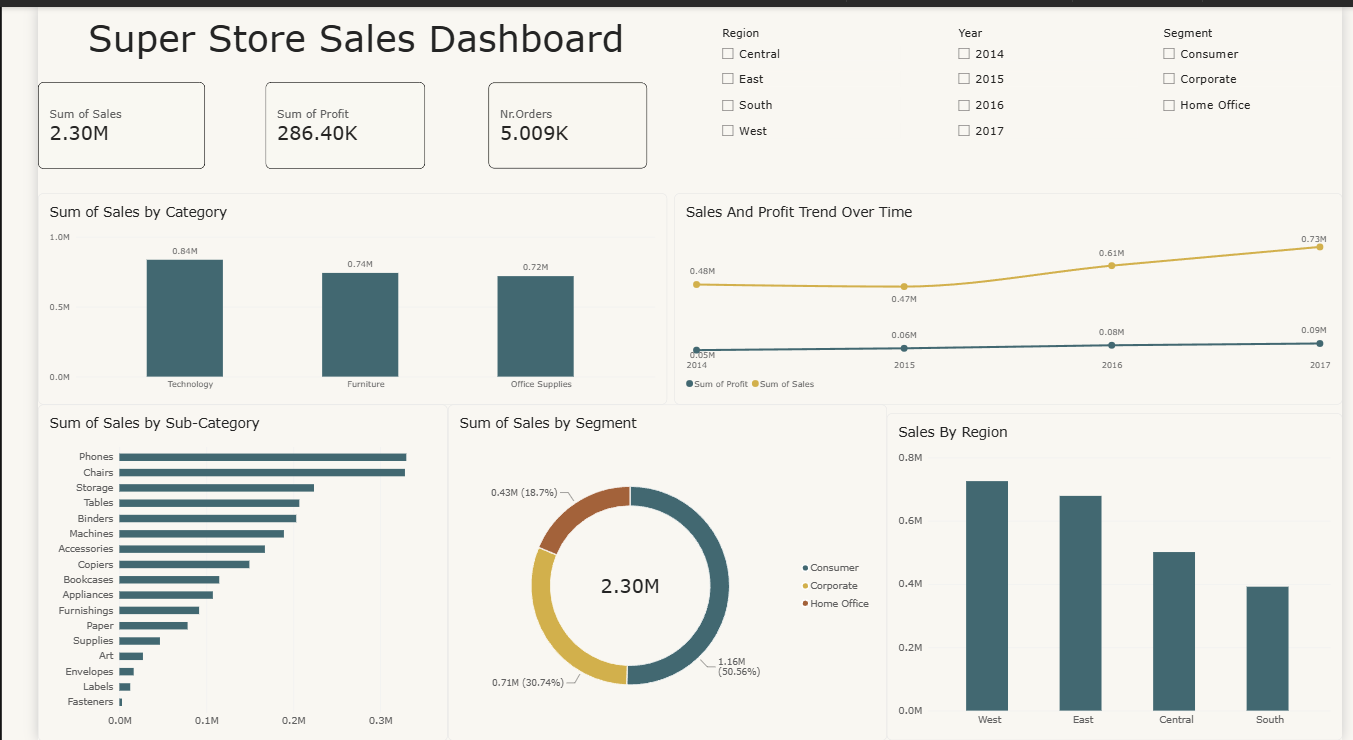 Super Store Sales Dashboard
Region
Central
East
South
West
Year
2014
2015
2016
2017
Segment
Consumer
Corporate
Home Office
Sum of Sales
2.30M
Sum of Profit
286.40K
Nr.Orders
5.009K
Sum of Sales by Category
1.0M
0.5M
0.0M
0.84M
0.74M
0.72M
Technology
Furniture
Office Supplies
Sales And Profit Trend Over Time
0.48M
0.47M
0.61M
0.73M
0.05M
0.06M
0.08M
0.09M
2014
2015
2016
2017
Sum of Profit
Sum of Sales
Sum of Sales by Sub-Category
Phones
Chairs
Storage
Tables
Binders
Machines
Accessories
Copiers
Bookcases
Appliances
Furnishings
Paper
Supplies
Art
Envelopes
Labels
Fasteners
0.0M
0.1M
0.2M
0.3M
Sum of Sales by Segment
0.43M (18.7%)
2.30M
0.71M (30.74%)
1.16M
(50.56%)
Consumer
Corporate
Home Office
Sales By Region
0.8M
0.6M
0.4M
0.2M
0.0M
West
East
Central
South